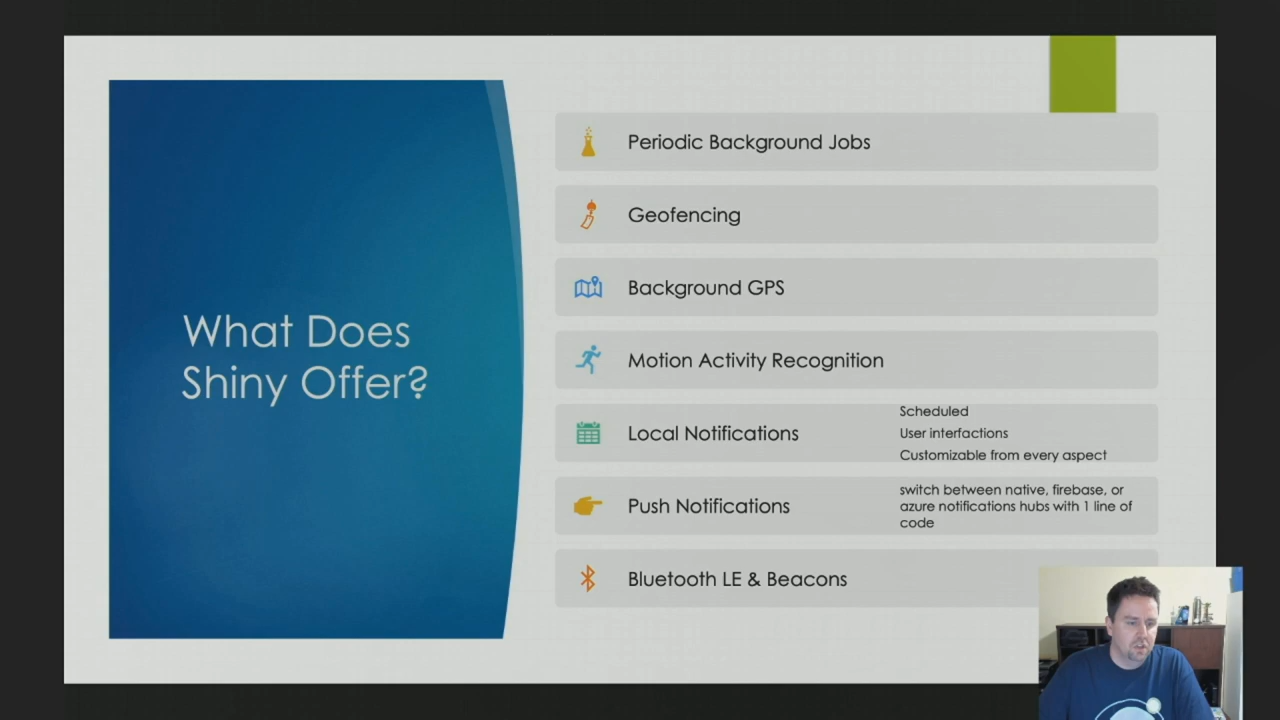 What Does
Shiny Offer?
Periodic Background Jobs
Geofencing
Background GPS
Motion Activity Recognition
Local Notifications
Scheduled
User interfactions
Customizable from every aspect
Push Notifications
switch between native, firebase, or
azure notifications hubs with 1 line of
code
Bluetooth LE & Beacons